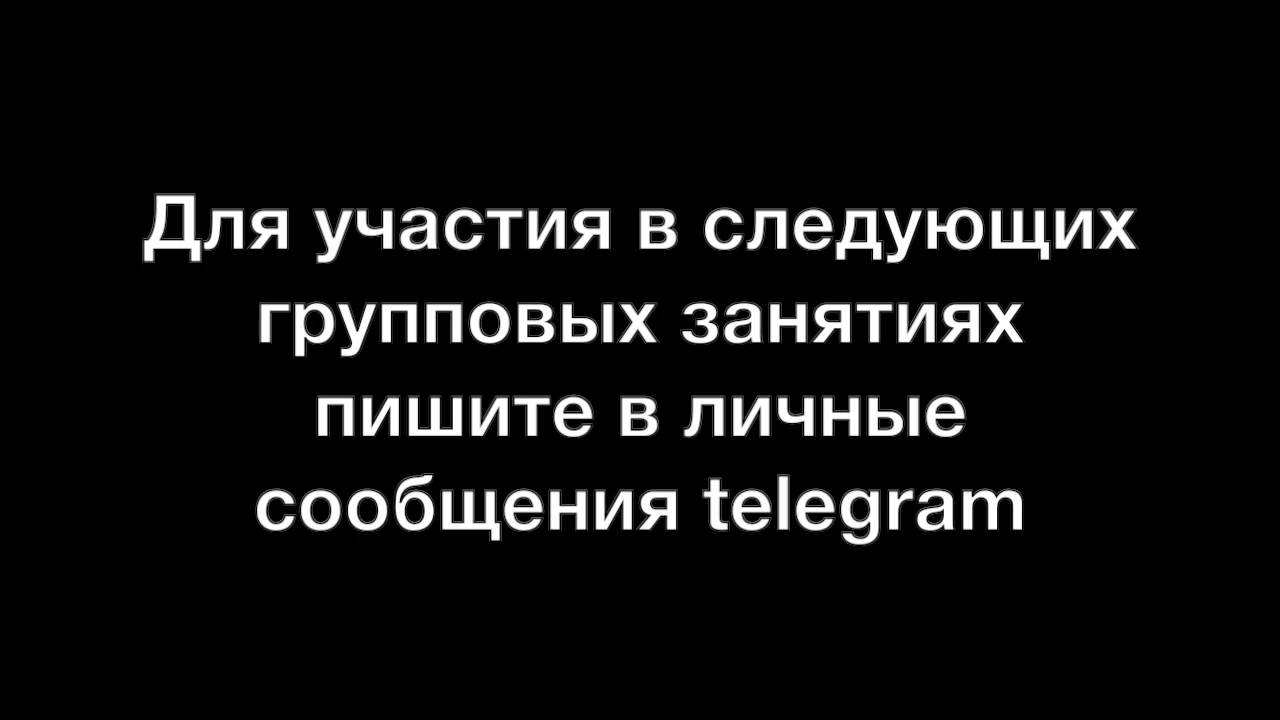 Для участия в следующих
групповых занятиях
пишите в личные
сообщения telegram